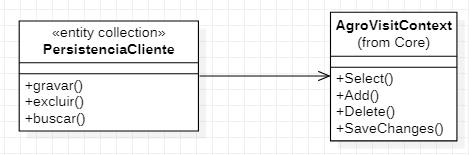 «entity collection»
PersistenciaCliente
+gravar()
+excluir()
+buscar()
AgroVisitContext
(from Core)
+Select()
+Add()
+Delete()
+SaveChanges()